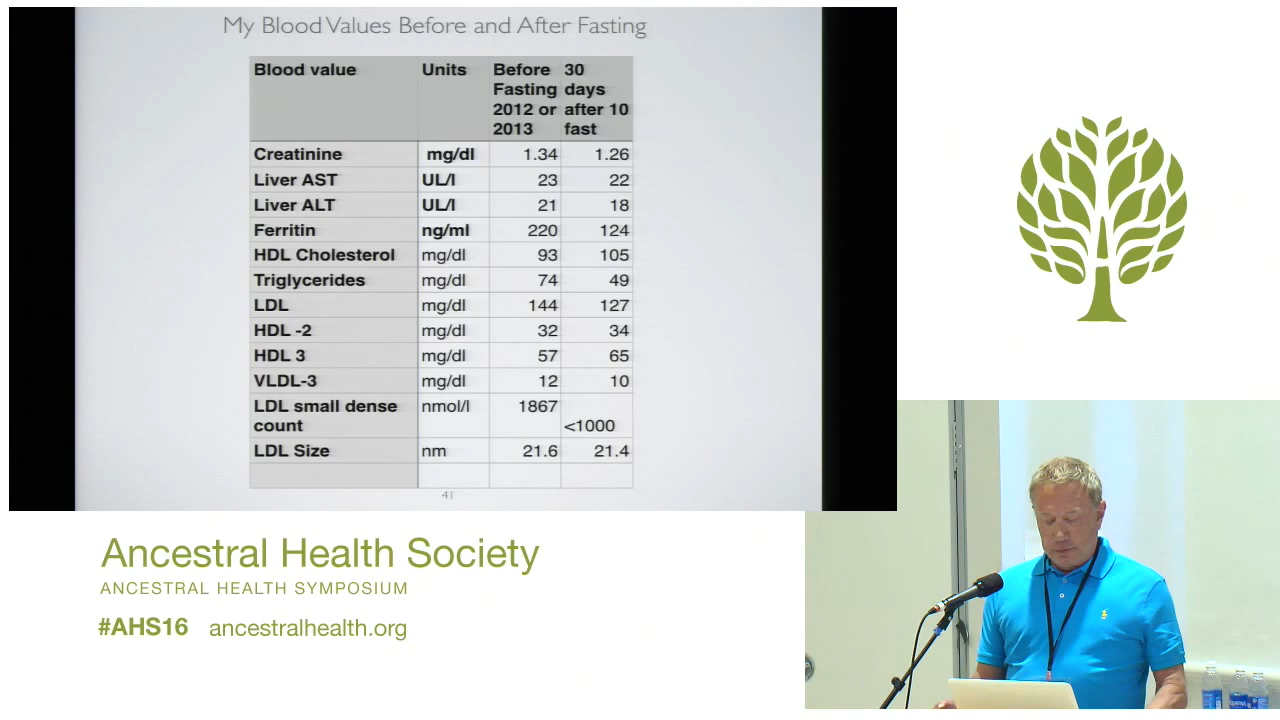 My Blood Values Before and After Fasting
Blood value Units Before Fasting 2012 or 2013 30 days after 10 fast
Creatinine mg/dl 1.34 1.26
Liver AST UL/l 23 22
Liver ALT UL/l 21 18
Ferritin ng/ml 220 124
HDL Cholesterol mg/dl 93 105
Triglycerides mg/dl 74 49
LDL mg/dl 144 127
HDL -2 mg/dl 32 34
HDL 3 mg/dl 57 65
VLDL-3 mg/dl 12 10
LDL small dense count nmol/l 1867 <1000
LDL Size nm 21.6 21.4
41
Ancestral Health Society
ANCESTRAL HEALTH SYMPOSIUM
#AHS16 ancestralhealth.org